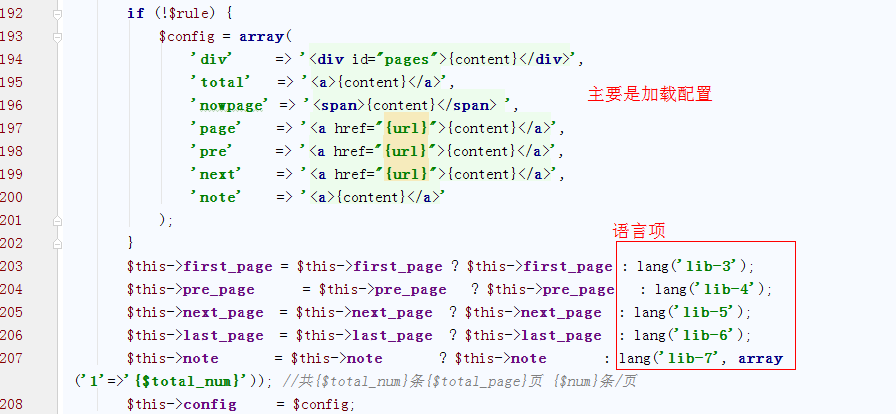 192 if (!$rule) {
193 $config = array(
194 'div' => '<div id="pages">{content}</div>',
195 'total' => '<a>{content}</a>',
196 'nowpage' => '<span>{content}</span> ',
主要是加载配置
197 'page' => '<a href="{url}">{content}</a>',
198 'pre' => '<a href="{url}">{content}</a>',
199 'next' => '<a href="{url}">{content}</a>',
200 'note' => '<a>{content}</a>'
201 );
语言项
202 }
203 $this->first_page = $this->first_page ? $this->first_page : lang('lib-3');
204 $this->pre_page = $this->pre_page ? $this->pre_page : lang('lib-4');
205 $this->next_page = $this->next_page ? $this->next_page : lang('lib-5');
206 $this->last_page = $this->last_page ? $this->last_page : lang('lib-6');
207 $this->note = $this->note ? $this->note : lang('lib-7', array
('1'=>'{$total_num}')); //共{$total_num}条{$total_page}页 {$num}条/页
208 $this->config = $config;